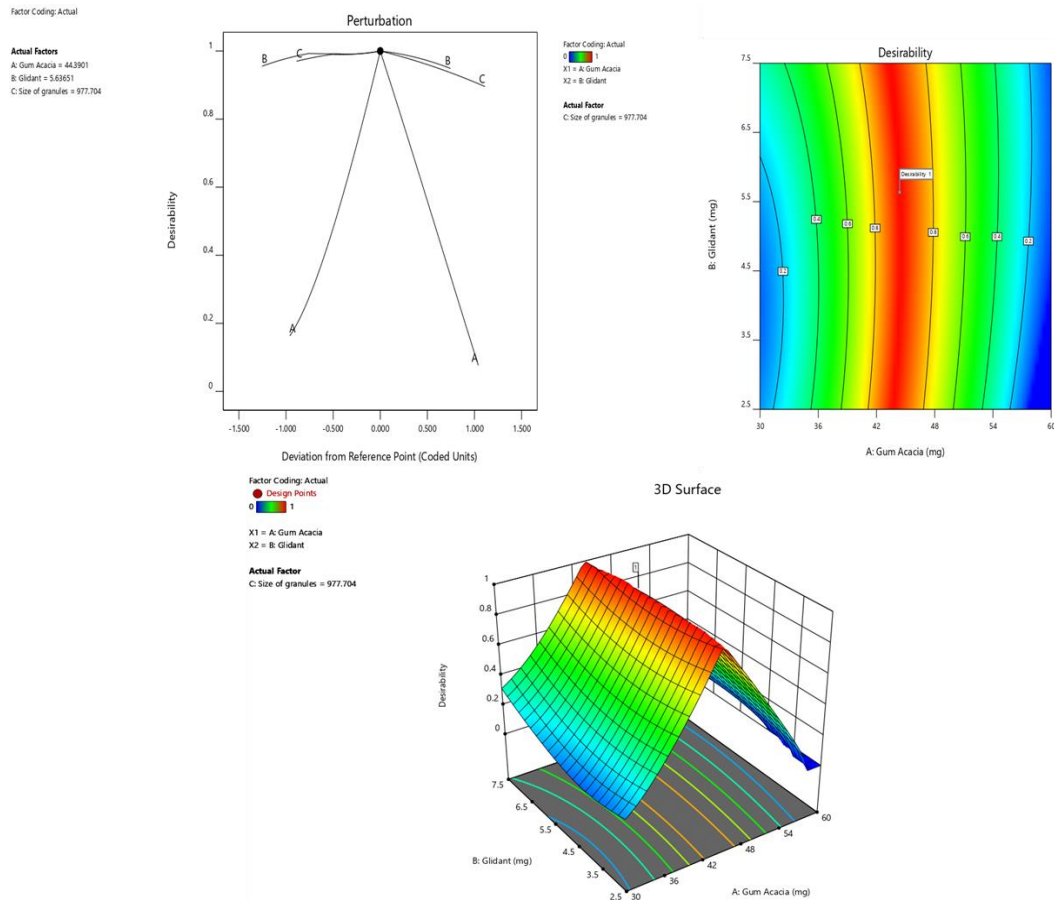 Factor Coding: Actual
Actual Factors
A: Gum Acacia = 44.3901
B: Glidant = 5.63651
C: Size of granules = 977.704
Perturbation
1
0.8
0.6
0.4
0.2
0
Desirability
B
C
B
C
A
A
-1.500
-1.000
-0.500
0.000
0.500
1.000
1.500
Deviation from Reference Point (Coded Units)
Factor Coding: Actual
0 1
X1 = A: Gum Acacia
X2 = B: Glidant
Actual Factor
C: Size of granules = 977.704
Desirability
7.5
6.5
5.5
4.5
3.5
2.5
B: Glidant (mg)
Desirability 1
0.2
0.4
0.8
0.8
0.6
0.4
0.2
30
36
42
48
54
60
A: Gum Acacia (mg)
Factor Coding: Actual
Design Points
0 1
X1 = A: Gum Acacia
X2 = B: Glidant
Actual Factor
C: Size of granules = 977.704
3D Surface
1
1
0.8
0.6
0.4
0.2
0
Desirability
7.5
6.5
5.5
4.5
3.5
2.5
B: Glidant (mg)
30
36
42
48
54
60
A: Gum Acacia (mg)